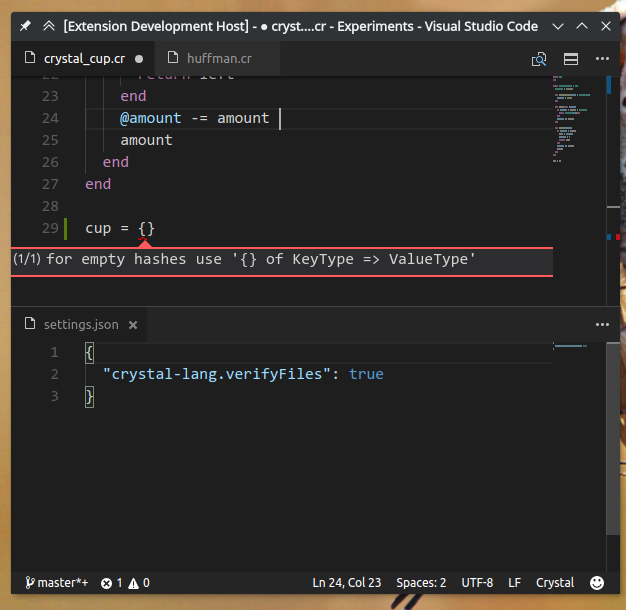 [Extension Development Host] - ● cryst....cr - Experiments - Visual Studio Code
crystal_cup.cr ● huffman.cr
22 return left
23 end
24 @amount -= amount
25 amount
26 end
27 end
28
29 cup = {}
(1/1) for empty hashes use '{} of KeyType => ValueType'
settings.json ×
1 {
2 "crystal-lang.verifyFiles": true
3 }
master*+ 1 0 Ln 24, Col 23 Spaces: 2 UTF-8 LF Crystal